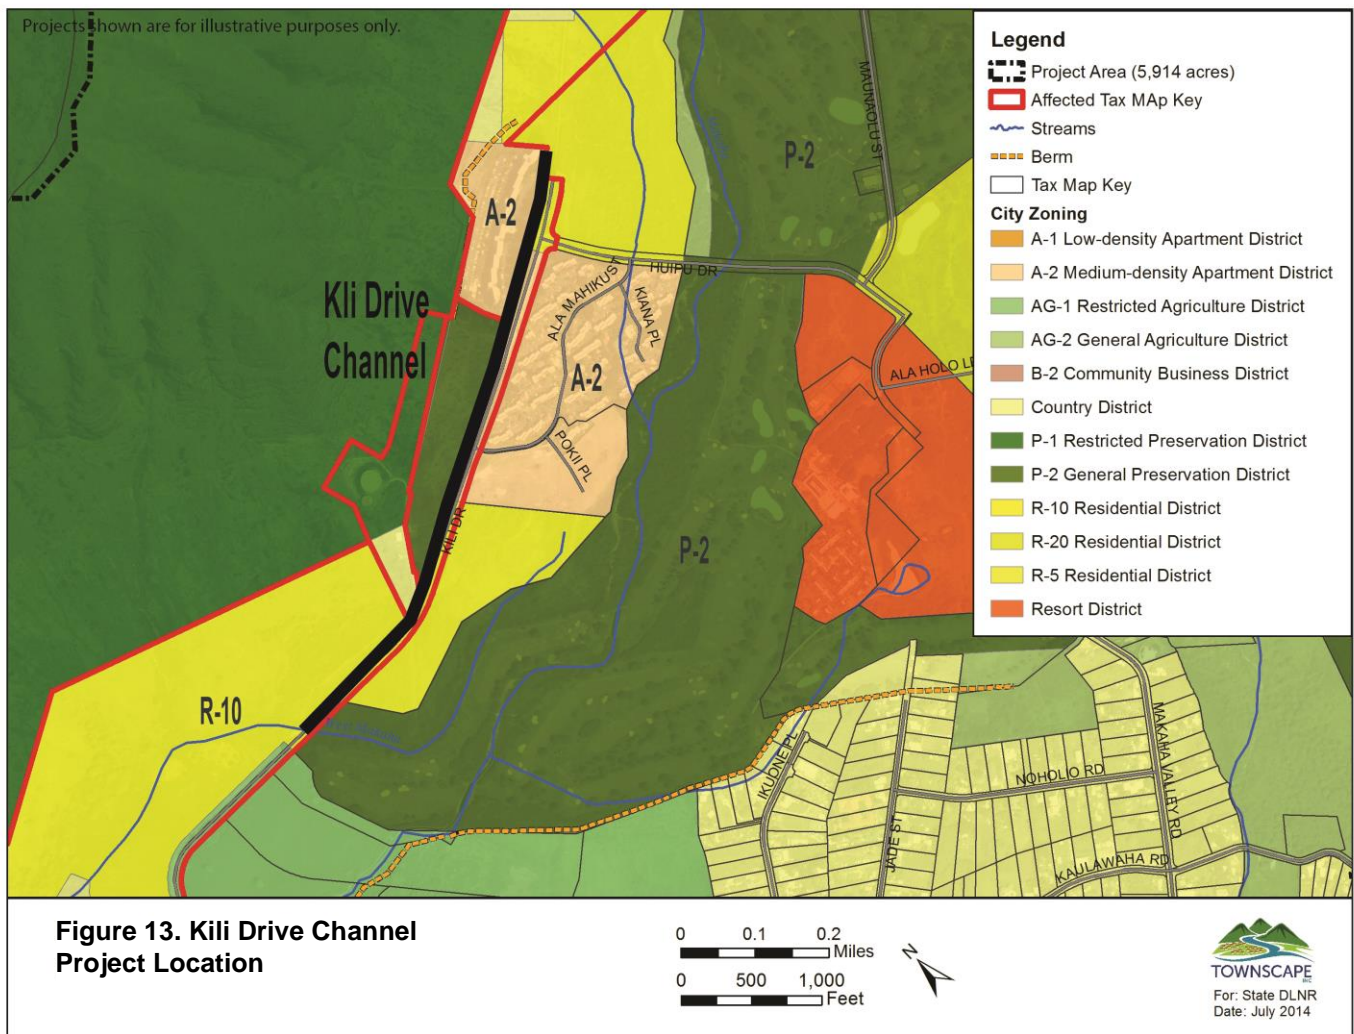 Projects shown are for illustrative purposes only.
Legend
Project Area (5,914 acres)
Affected Tax MAp Key
Streams
Berm
Tax Map Key
City Zoning
A-1 Low-density Apartment District
A-2 Medium-density Apartment District
AG-1 Restricted Agriculture District
AG-2 General Agriculture District
B-2 Community Business District
Country District
P-1 Restricted Preservation District
P-2 General Preservation District
R-10 Residential District
R-20 Residential District
R-5 Residential District
Resort District
MAUNAOLU ST
P-2
A-2
HUIPU DR
ALA MAHIKU ST
KIANA PL
Kli Drive
Channel
A-2
ALA HOLO
POKII PL
KILI DR
P-2
R-10
IKUONE PL
JADE ST
NOHOLIO RD
MAKAHA VALLEY RD
KAULAWAHA RD
Figure 13. Kili Drive Channel
Project Location
0 0.1 0.2
Miles
0 500 1,000
Feet
N
TOWNSCAPE
INC
For: State DLNR
Date: July 2014